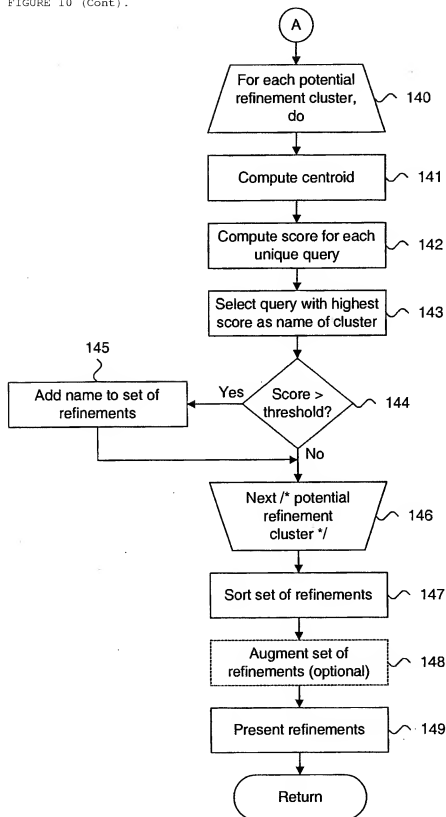 FIGURE 10 (Cont).
A
For each potential
refinement cluster,
do
140
Compute centroid
141
Compute score for each
unique query
142
Select query with highest
score as name of cluster
143
145
Add name to set of
refinements
Yes
Score >
threshold?
144
No
Next /* potential
refinement
cluster */
146
Sort set of refinements
147
Augment set of
refinements (optional)
148
Present refinements
149
Return